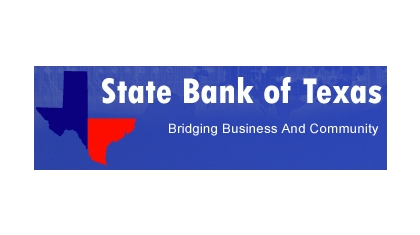 State Bank of Texas
Bridging Business And Community